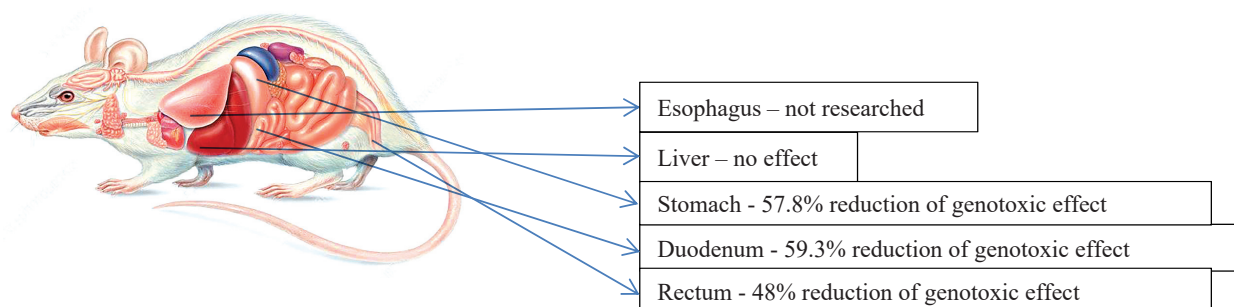 Esophagus – not researched
Liver – no effect
Stomach - 57.8% reduction of genotoxic effect
Duodenum - 59.3% reduction of genotoxic effect
Rectum - 48% reduction of genotoxic effect